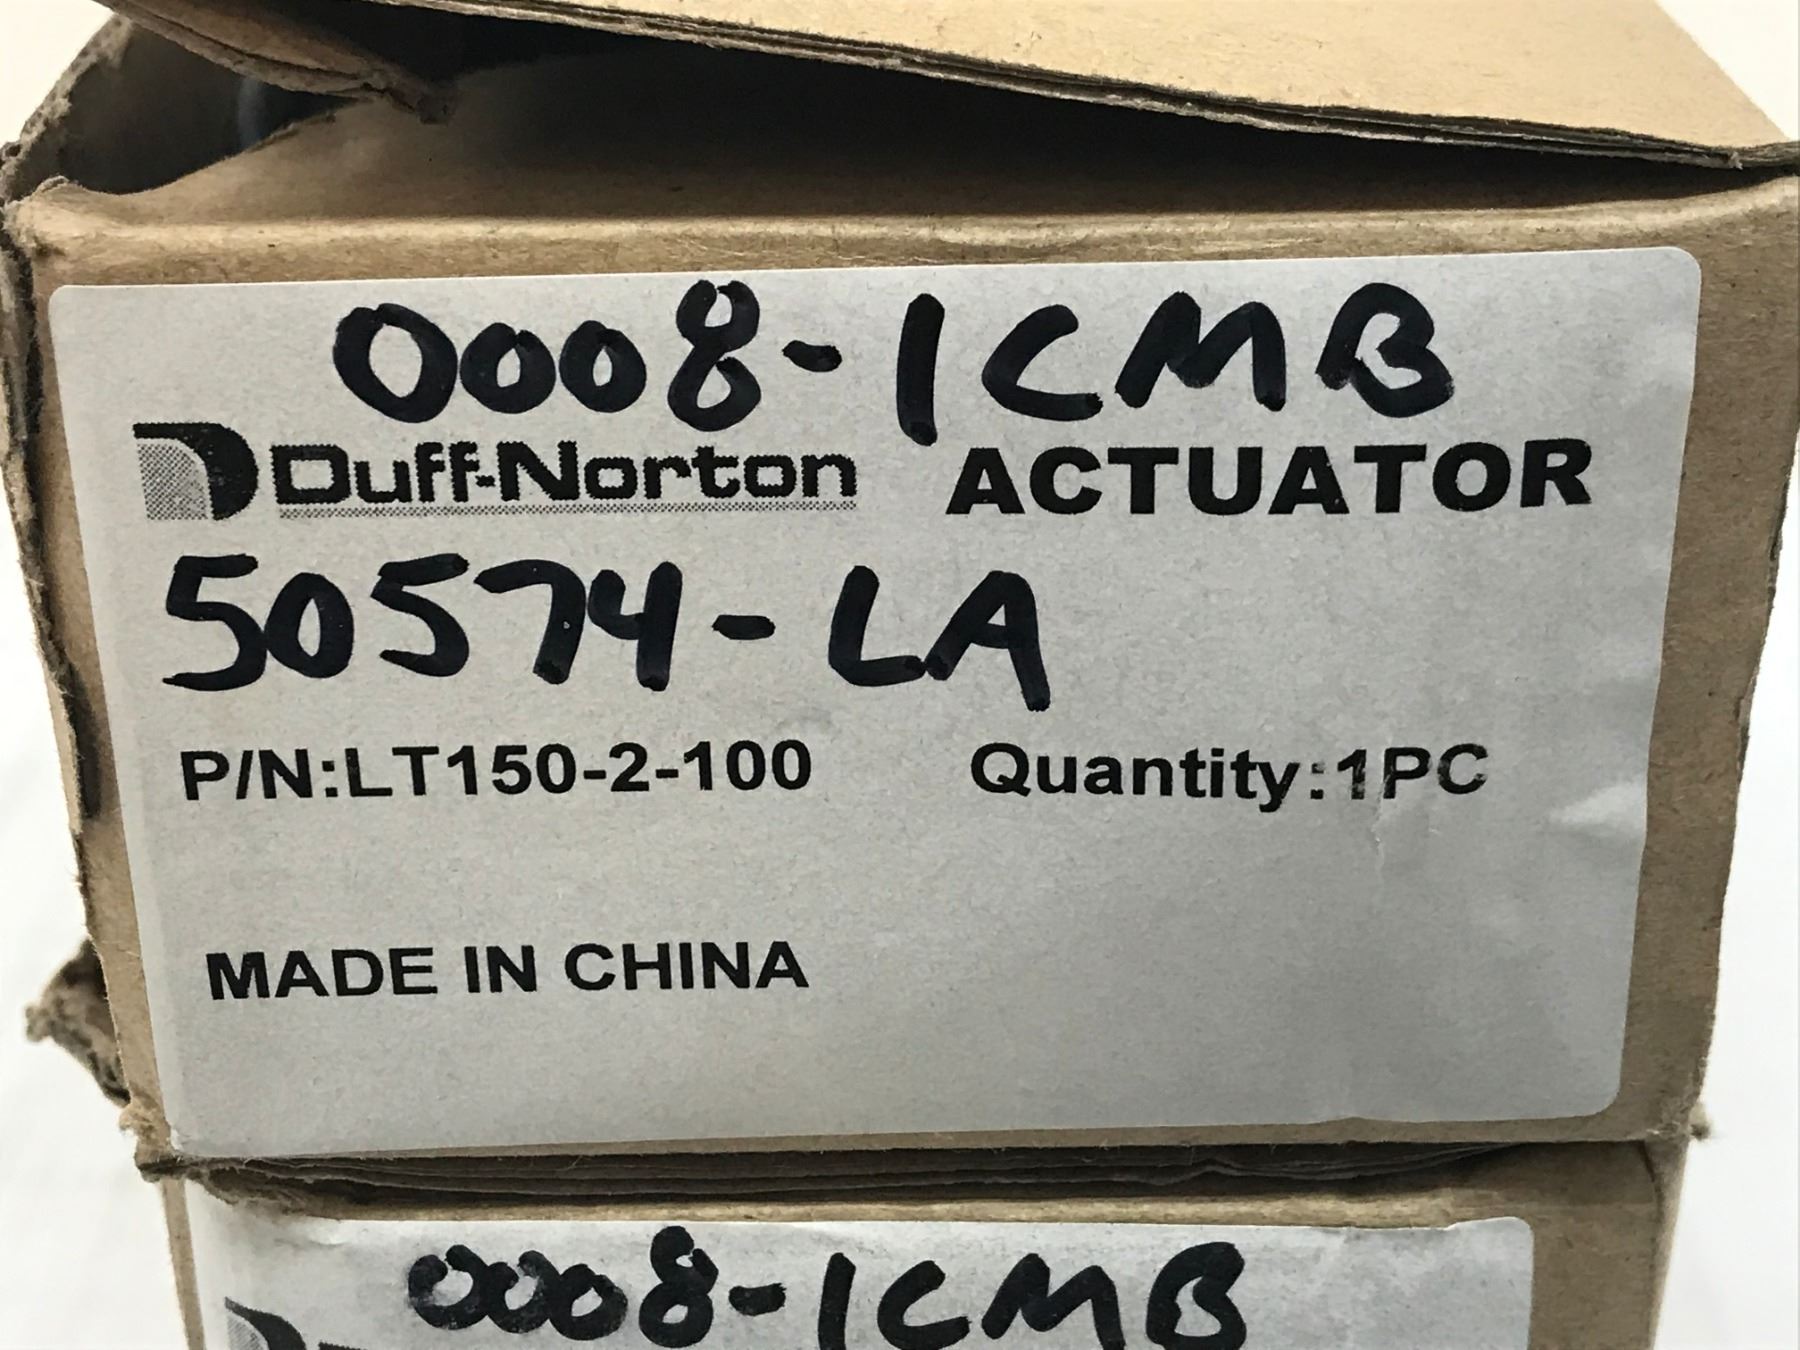 0008-1CMB
Duff-Norton ACTUATOR
50574-LA
P/N:LT150-2-100 Quantity:1PC
MADE IN CHINA
0008-1CMB